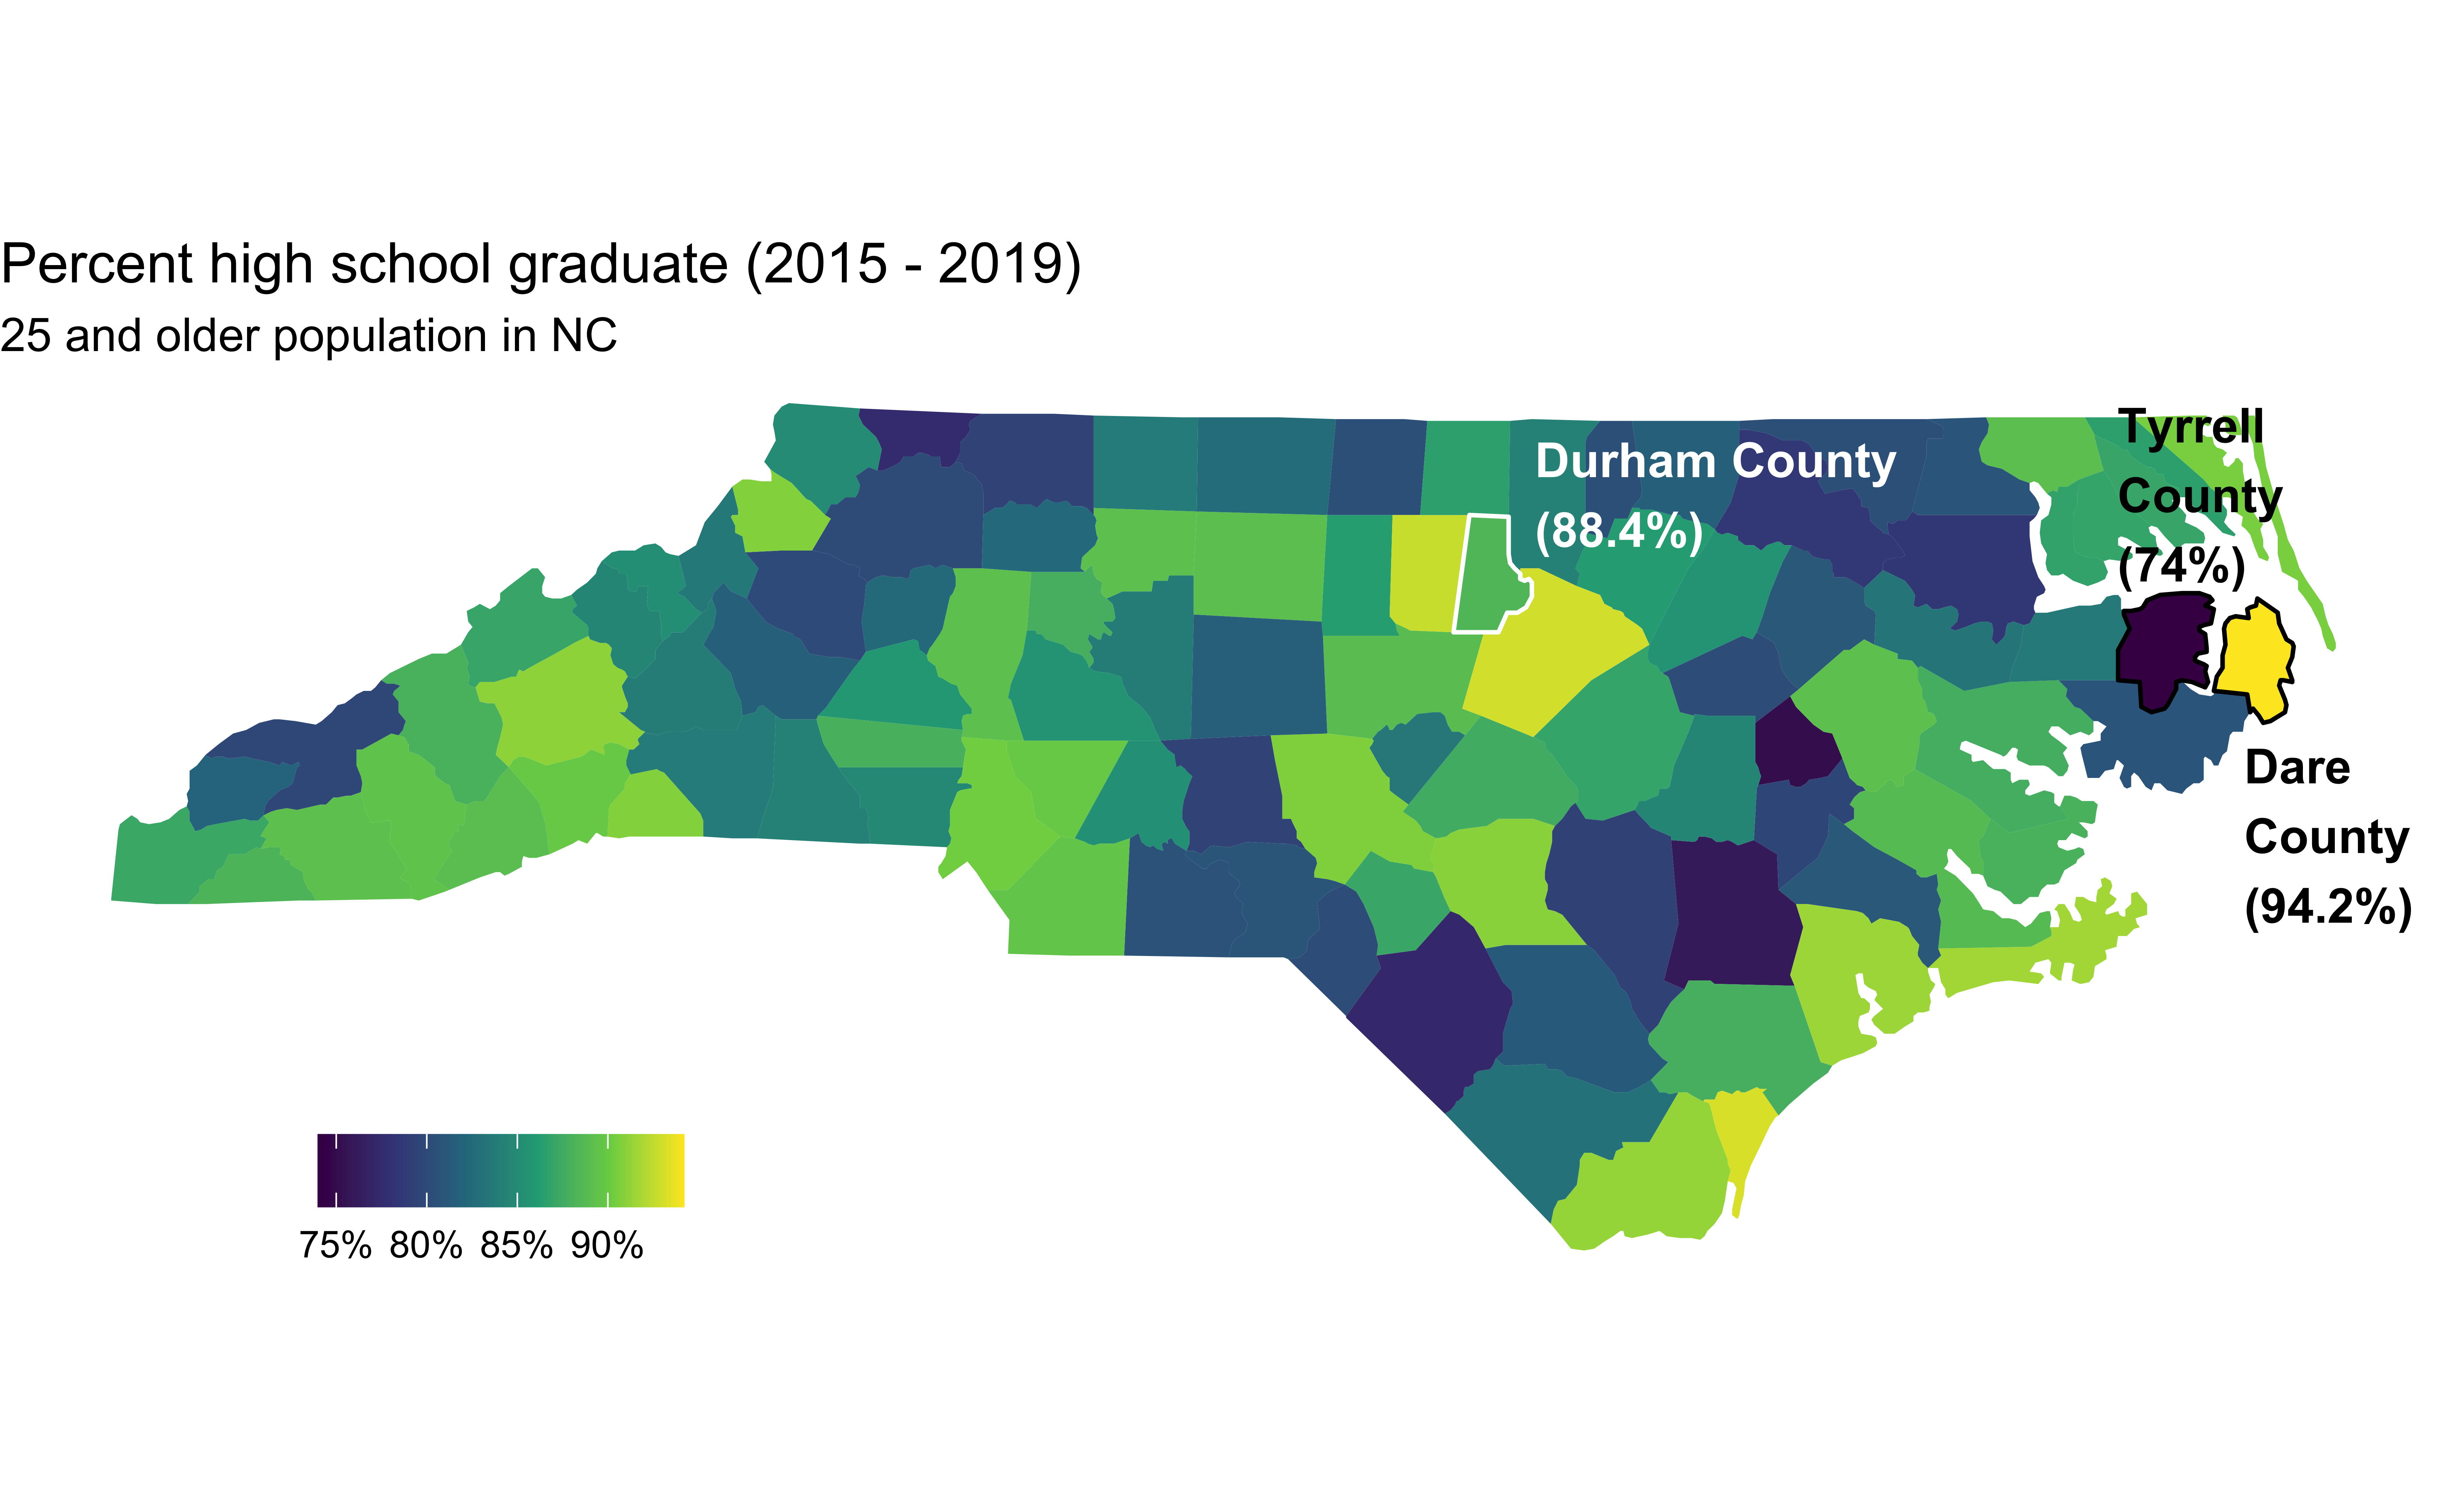 Percent high school graduate (2015 - 2019)
25 and older population in NC
Durham County
(88.4%)
Tyrrell
County
(74%)
Dare
County
(94.2%)
75% 80% 85% 90%